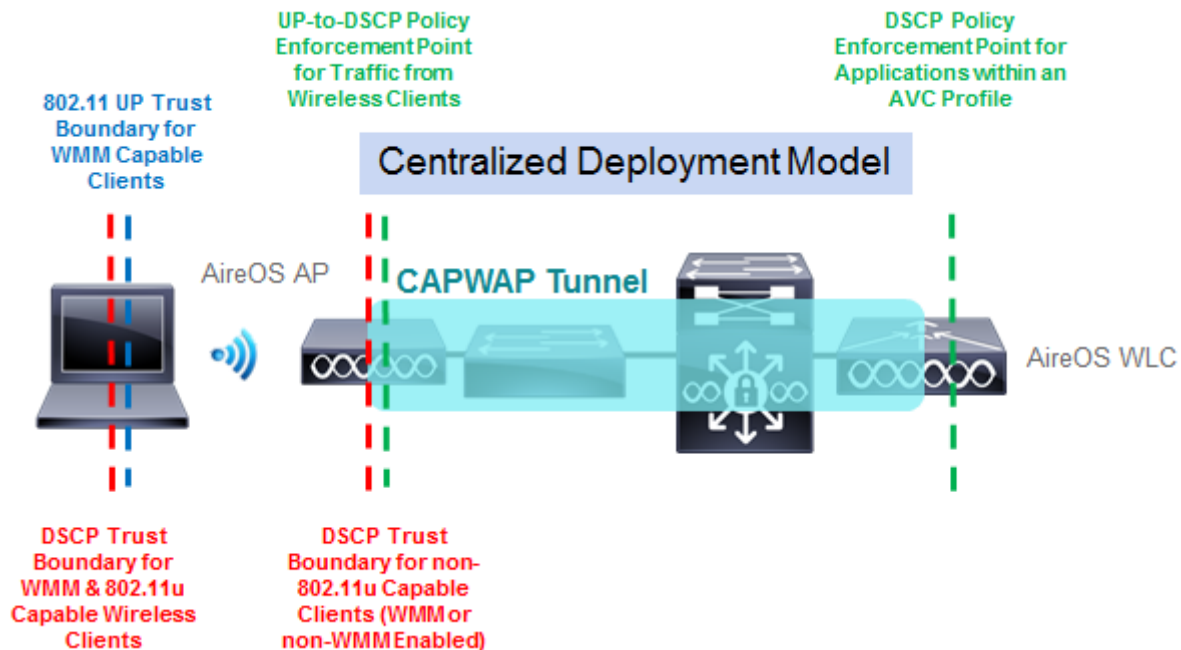 UP-to-DSCP Policy
Enforcement Point
for Traffic from
Wireless Clients
DSCP Policy
Enforcement Point for
Applications within an
AVC Profile
802.11 UP Trust
Boundary for
WMM Capable
Clients
Centralized Deployment Model
AireOS AP
CAPWAP Tunnel
AireOS WLC
DSCP Trust
Boundary for
WMM & 802.11u
Capable Wireless
Clients
DSCP Trust
Boundary for non-
802.11u Capable
Clients (WMM or
non-WMM Enabled)